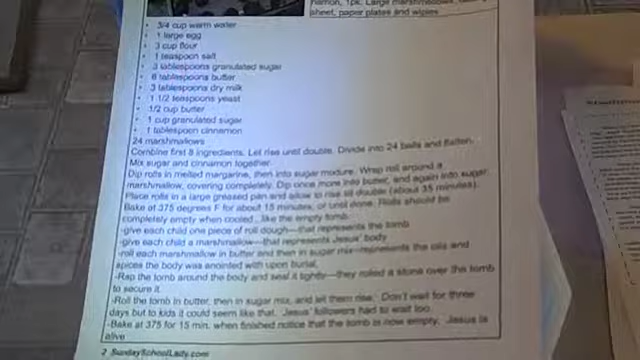 namon, 1pk. Large marshmallows,
sheet, paper plates and wipies
• 3/4 cup warm water
• 1 large egg
• 3 cup flour
• 1 teaspoon salt
• 3 tablespoons granulated sugar
• 6 tablespoons butter
• 3 tablespoons dry milk
• 1 1/2 teaspoons yeast
• 1/2 cup butter
• 1 cup granulated sugar
• 1 tablespoon cinnamon
24 marshmallows
Combine first 8 ingredients. Let rise until double. Divide into 24 balls and flatten.
Mix sugar and cinnamon together.
Dip rolls in melted margarine, then into sugar mixture. Wrap roll around a
marshmallow, covering completely. Dip once more into butter, and again into sugar.
Place rolls in a large greased pan and allow to rise till double (about 35 minutes).
Bake at 375 degrees F for about 15 minutes, or until done. Rolls should be
completely empty when cooled...like the empty tomb.
-give each child one piece of roll dough—that represents the tomb
-give each child a marshmallow—that represents Jesus' body
-roll each marshmallow in butter and then in sugar mix—represents the oils and
spices the body was anointed with upon burial.
-Rap the tomb around the body and seal it tightly—they rolled a stone over the tomb
to secure it.
-Roll the tomb in butter, then in sugar mix, and let them rise. Don't wait for three
days but to kids it could seem like that. Jesus' followers had to wait too.
-Bake at 375 for 15 min. when finished notice that the tomb is now empty. Jesus is
alive
2 SundaySchoolLady.com